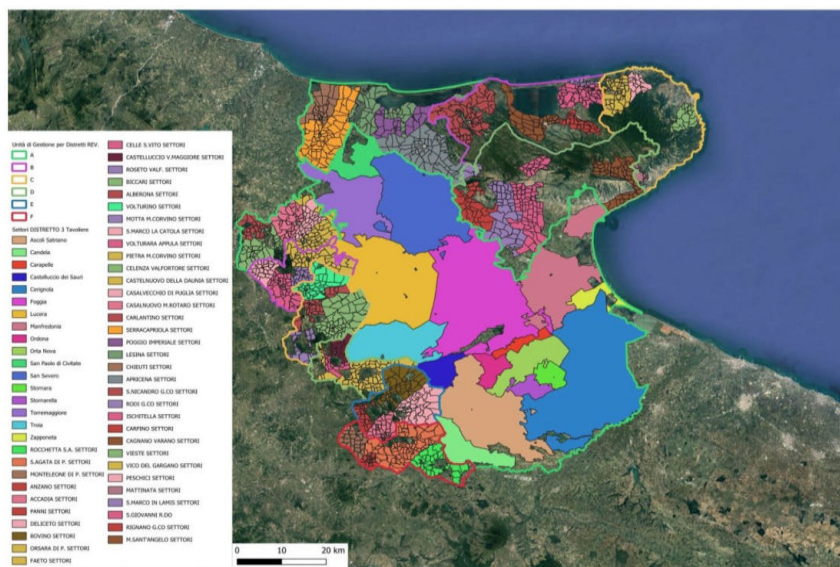 Unità di Gestione per Distretti REV.
A
B
C
D
E
F
Settori DISTRETTO 3 Tavoliere
Ascoli Satriano
Candela
Carapelle
Castelluccio dei Sauri
Cerignola
Foggia
Lucera
Manfredonia
Ordona
Orta Nova
San Paolo di Civitate
San Severo
Stornara
Stornarella
Torremaggiore
Troia
Zapponeta
ROCCHETTA S.A. SETTORI
S.AGATA DI P. SETTORI
MONTELEONE DI P. SETTORI
ANZANO SETTORI
ACCADIA SETTORI
PANNI SETTORI
DELICETO SETTORI
BOVINO SETTORI
ORSARA DI P. SETTORI
FAETO SETTORI
CELLE S.VITO SETTORI
CASTELLUCCIO V.MAGGIORE SETTORI
ROSETO VALF. SETTORI
BICCARI SETTORI
ALBERONA SETTORI
VOLTURINO SETTORI
MOTTA M.CORVINO SETTORI
S.MARCO LA CATOLA SETTORI
VOLTURARA APPULA SETTORI
PIETRA M.CORVINO SETTORI
CELENZA VALFORTORE SETTORI
CASTELNUOVO DELLA DAUNIA SETTORI
CASALVECCHIO DI PUGLIA SETTORI
CASALNUOVO M.ROTARO SETTORI
CARLANTINO SETTORI
SERRACAPRIOLA SETTORI
POGGIO IMPERIALE SETTORI
LESINA SETTORI
CHIEUTI SETTORI
APRICENA SETTORI
S.NICANDRO G.CO SETTORI
RODI G.CO SETTORI
ISCHITELLA SETTORI
CARPINO SETTORI
CAGNANO VARANO SETTORI
VIESTE SETTORI
VICO DEL GARGANO SETTORI
PESCHICI SETTORI
MATTINATA SETTORI
S.MARCO IN LAMIS SETTORI
S.GIOVANNI R.DO
RIGNANO G.CO SETTORI
M.SANT'ANGELO SETTORI
0 10 20 km